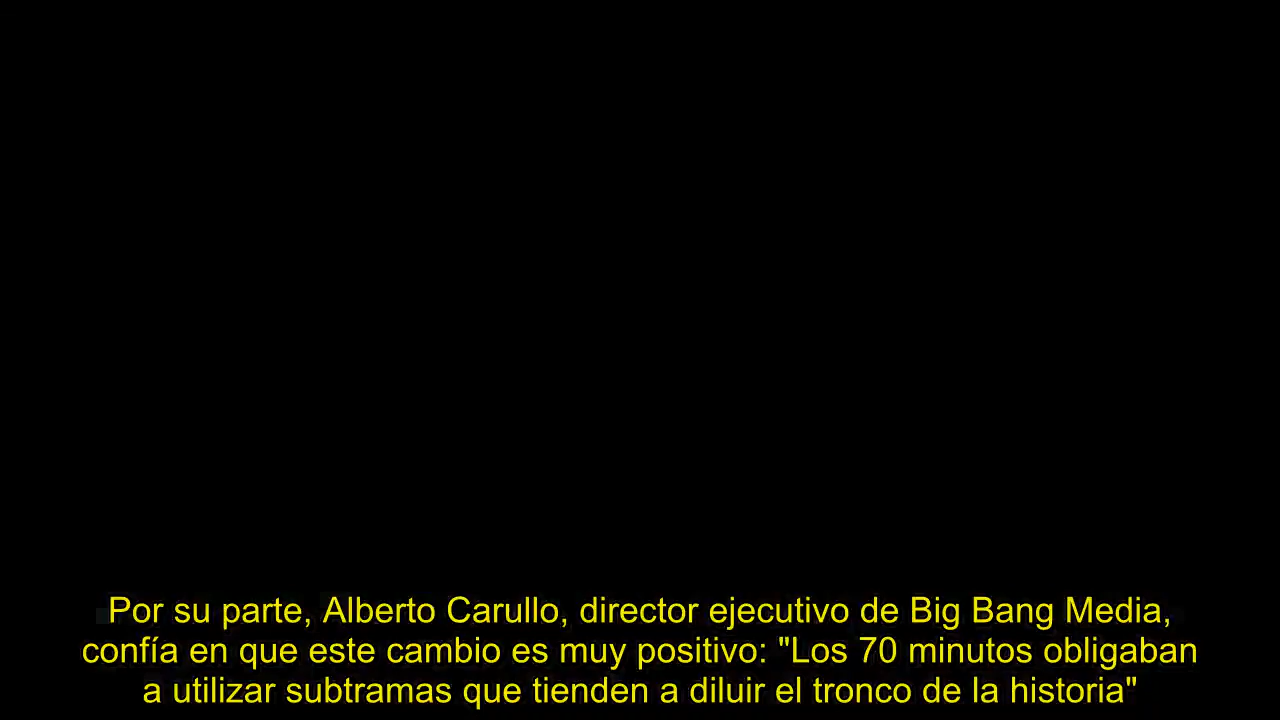 Por su parte, Alberto Carullo, director ejecutivo de Big Bang Media,
confía en que este cambio es muy positivo: "Los 70 minutos obligaban
a utilizar subtramas que tienden a diluir el tronco de la historia"